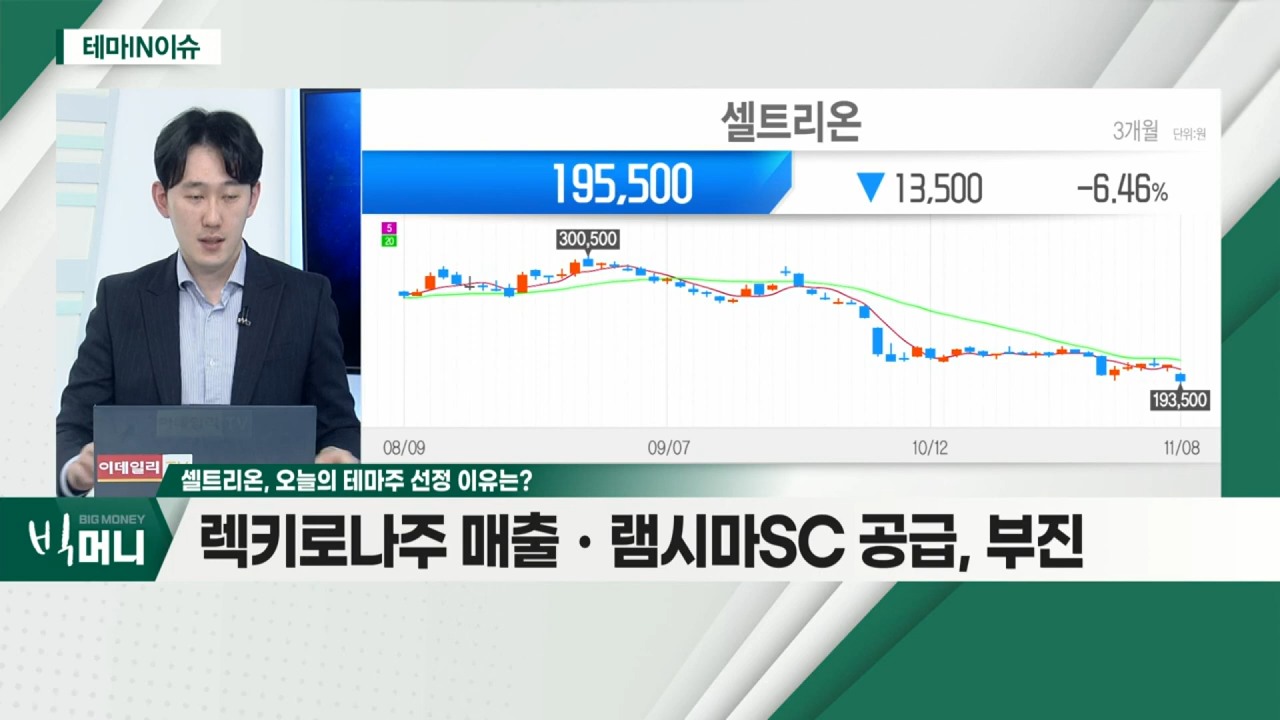 테마IN이슈
셀트리온
3개월 단위:원
195,500 ▼ 13,500 -6.46%
5
20
300,500
193,500
08/09 09/07 10/12 11/08
이데일리
셀트리온, 오늘의 테마주 선정 이유는?
BIG MONEY
빅머니
렉키로나주 매출·램시마SC 공급, 부진